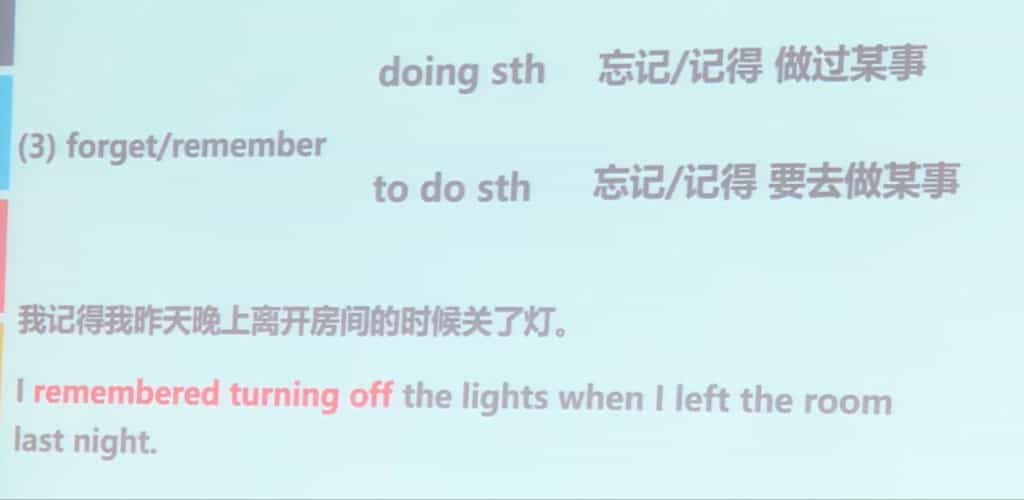 doing sth 忘记/记得 做过某事
(3) forget/remember
to do sth 忘记/记得 要去做某事
我记得我昨天晚上离开房间的时候关了灯。
I remembered turning off the lights when I left the room
last night.